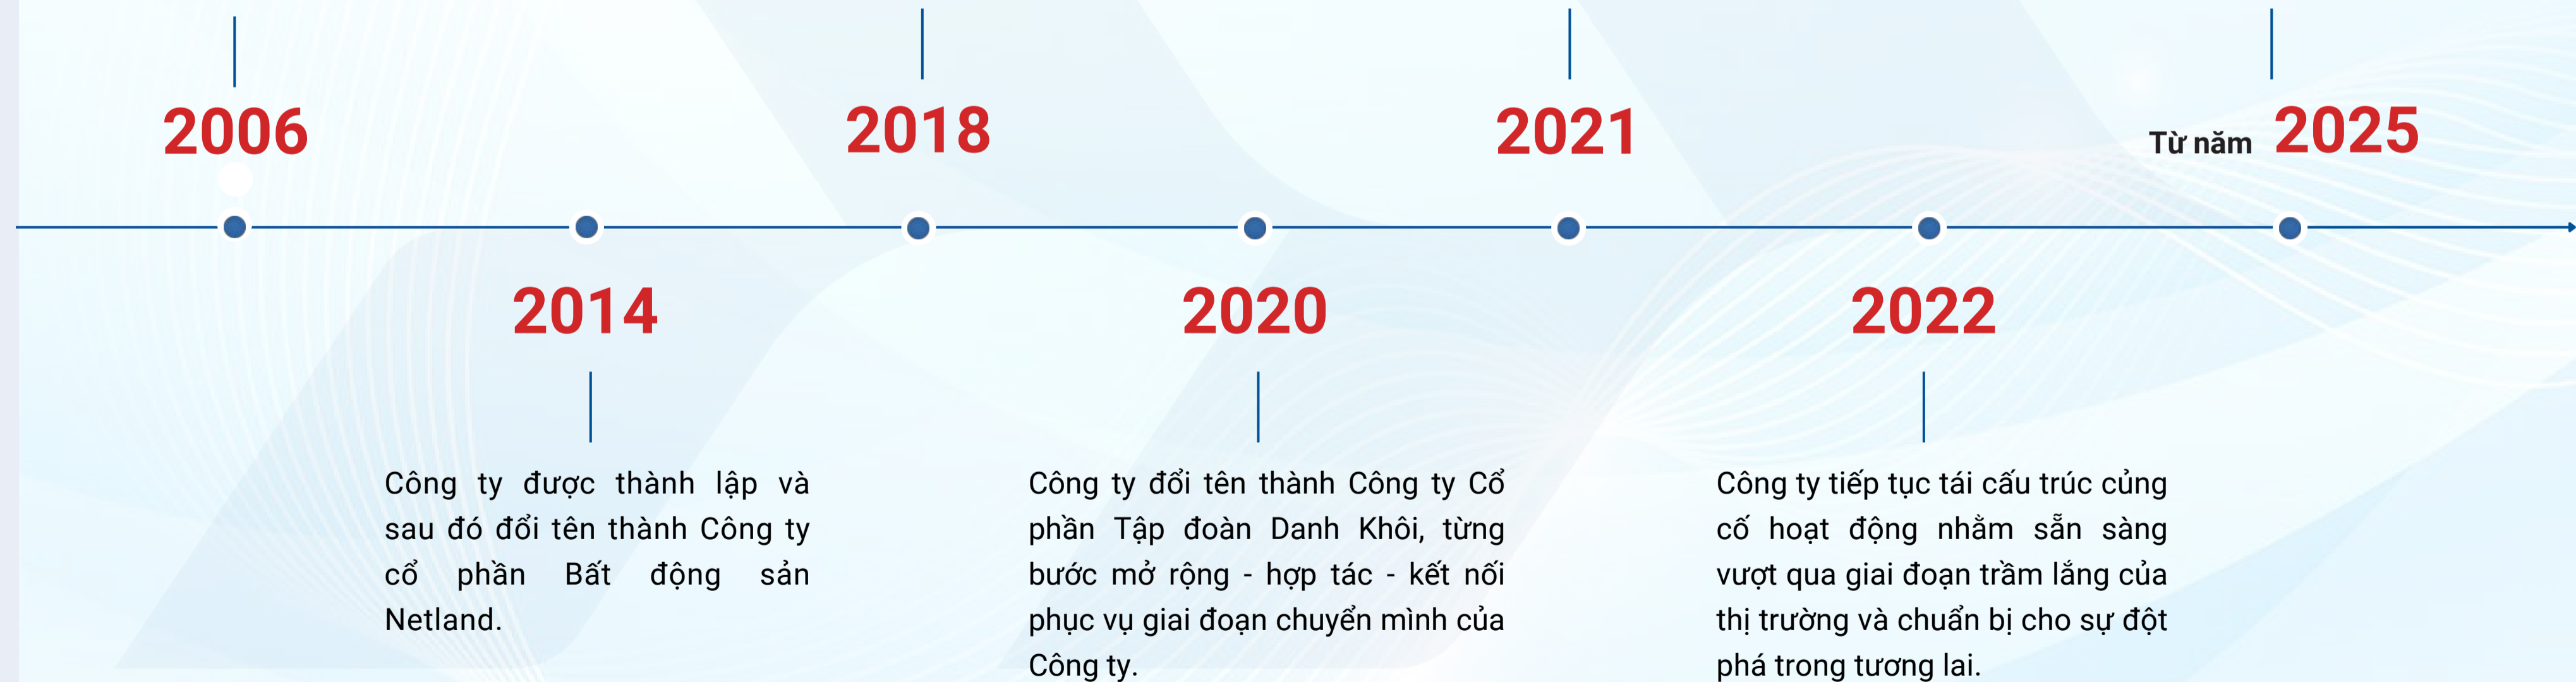 2006
2018
2021
Từ năm 2025
2014
2020
2022
Công ty được thành lập và
sau đó đổi tên thành Công ty
cổ phần Bất động sản
Netland.
Công ty đổi tên thành Công ty Cổ
phần Tập đoàn Danh Khôi, từng
bước mở rộng - hợp tác - kết nối
phục vụ giai đoạn chuyển mình của
Công ty.
Công ty tiếp tục tái cấu trúc củng
cố hoạt động nhằm sẵn sàng
vượt qua giai đoạn trầm lắng của
thị trường và chuẩn bị cho sự đột
phá trong tương lai.